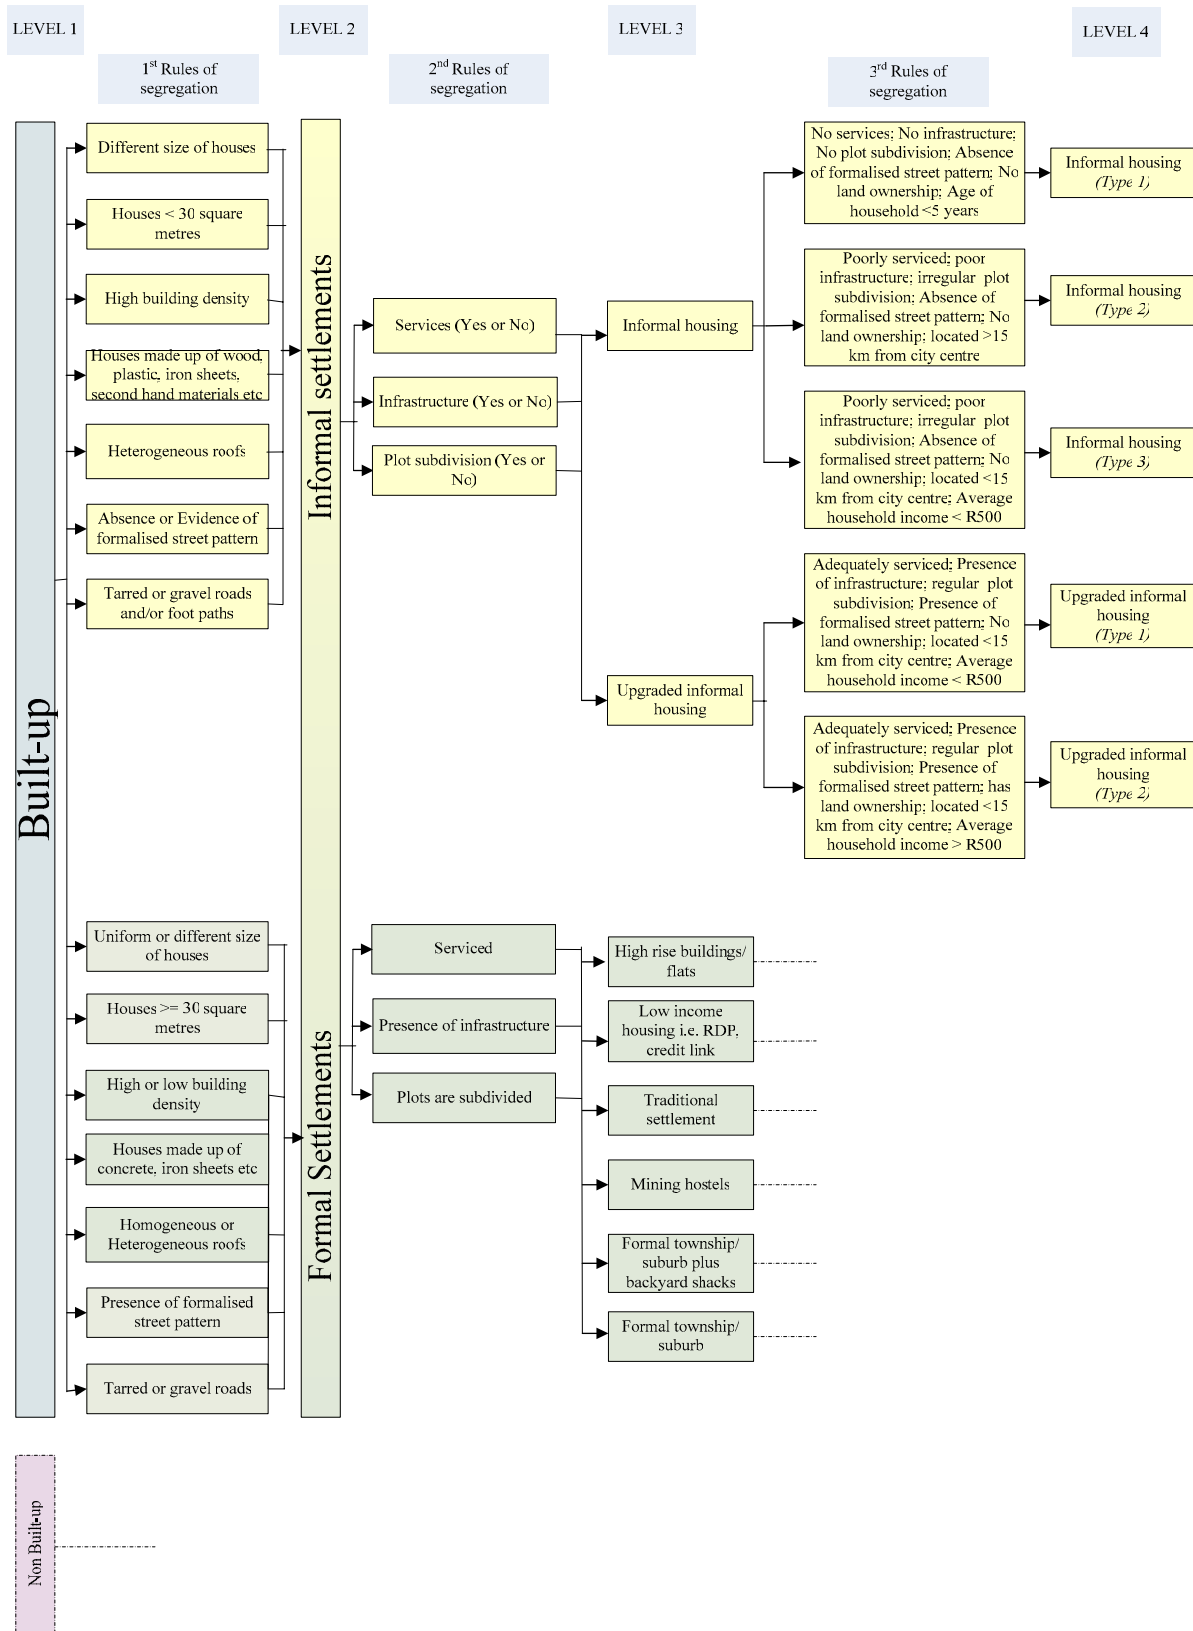 LEVEL 1
LEVEL 2
LEVEL 3
LEVEL 4
1st Rules of
segregation
2nd Rules of
segregation
3rd Rules of
segregation
Built-up
Different size of houses
Houses < 30 square
metres
High building density
Houses made up of wood,
plastic, iron sheets,
second hand materials etc
Heterogeneous roofs
Absence or Evidence of
formalised street pattern
Tarred or gravel roads
and/or foot paths
Informal settlements
Services (Yes or No)
Infrastructure (Yes or No)
Plot subdivision (Yes or
No)
Informal housing
No services; No infrastructure;
No plot subdivision; Absence
of formalised street pattern; No
land ownership; Age of
household <5 years
Informal housing
(Type 1)
Poorly serviced; poor
infrastructure; irregular plot
subdivision; Absence of
formalised street pattern; No
land ownership; located >15
km from city centre
Informal housing
(Type 2)
Poorly serviced; poor
infrastructure; irregular plot
subdivision; Absence of
formalised street pattern; No
land ownership; located <15
km from city centre; Average
household income < R500
Informal housing
(Type 3)
Upgraded informal
housing
Adequately serviced; Presence
of infrastructure; regular plot
subdivision; Presence of
formalised street pattern; No
land ownership; located <15
km from city centre; Average
household income < R500
Upgraded informal
housing
(Type 1)
Adequately serviced; Presence
of infrastructure; regular plot
subdivision; Presence of
formalised street pattern; has
land ownership; located <15
km from city centre; Average
household income > R500
Upgraded informal
housing
(Type 2)
Uniform or different size
of houses
Houses >= 30 square
metres
High or low building
density
Houses made up of
concrete, iron sheets etc
Homogeneous or
Heterogeneous roofs
Presence of formalised
street pattern
Tarred or gravel roads
Formal Settlements
Serviced
Presence of infrastructure
Plots are subdivided
High rise buildings/
flats
Low income
housing i.e. RDP,
credit link
Traditional
settlement
Mining hostels
Formal township/
suburb plus
backyard shacks
Formal township/
suburb
Non Built-up